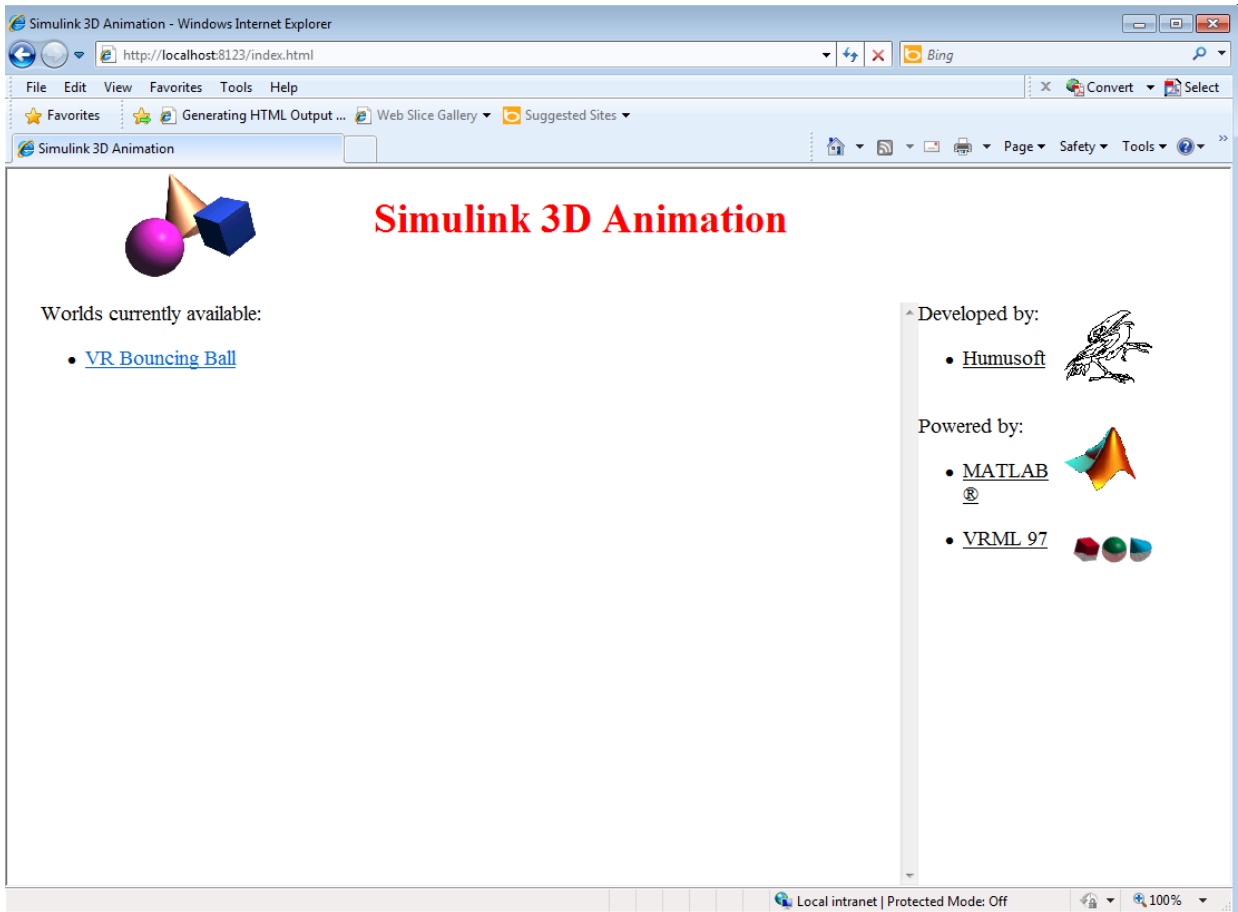 Simulink 3D Animation - Windows Internet Explorer
http://localhost:8123/index.html
Bing
File Edit View Favorites Tools Help
x Convert Select
Favorites Generating HTML Output ... Web Slice Gallery Suggested Sites
Simulink 3D Animation
Page Safety Tools »
Simulink 3D Animation
Worlds currently available:
• VR Bouncing Ball
Developed by:
• Humusoft
Powered by:
• MATLAB
®
• VRML 97
Local intranet | Protected Mode: Off
100%